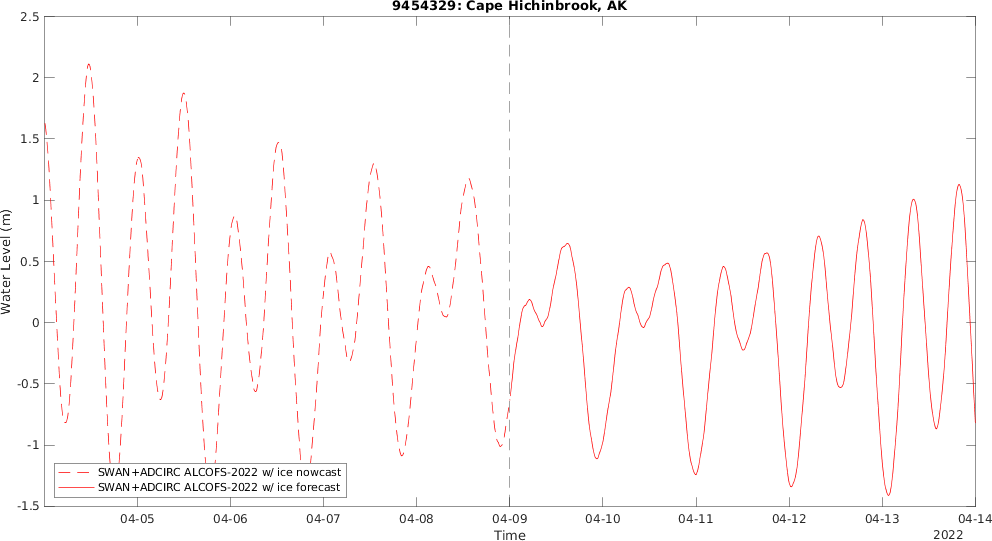 9454329: Cape Hichinbrook, AK
2.5
2
1.5
1
0.5
0
-0.5
-1
-1.5
Water Level (m)
SWAN+ADCIRC ALCOFS-2022 w/ ice nowcast
SWAN+ADCIRC ALCOFS-2022 w/ ice forecast
04-05 04-06 04-07 04-08 04-09 04-10 04-11 04-12 04-13 04-14
Time
2022